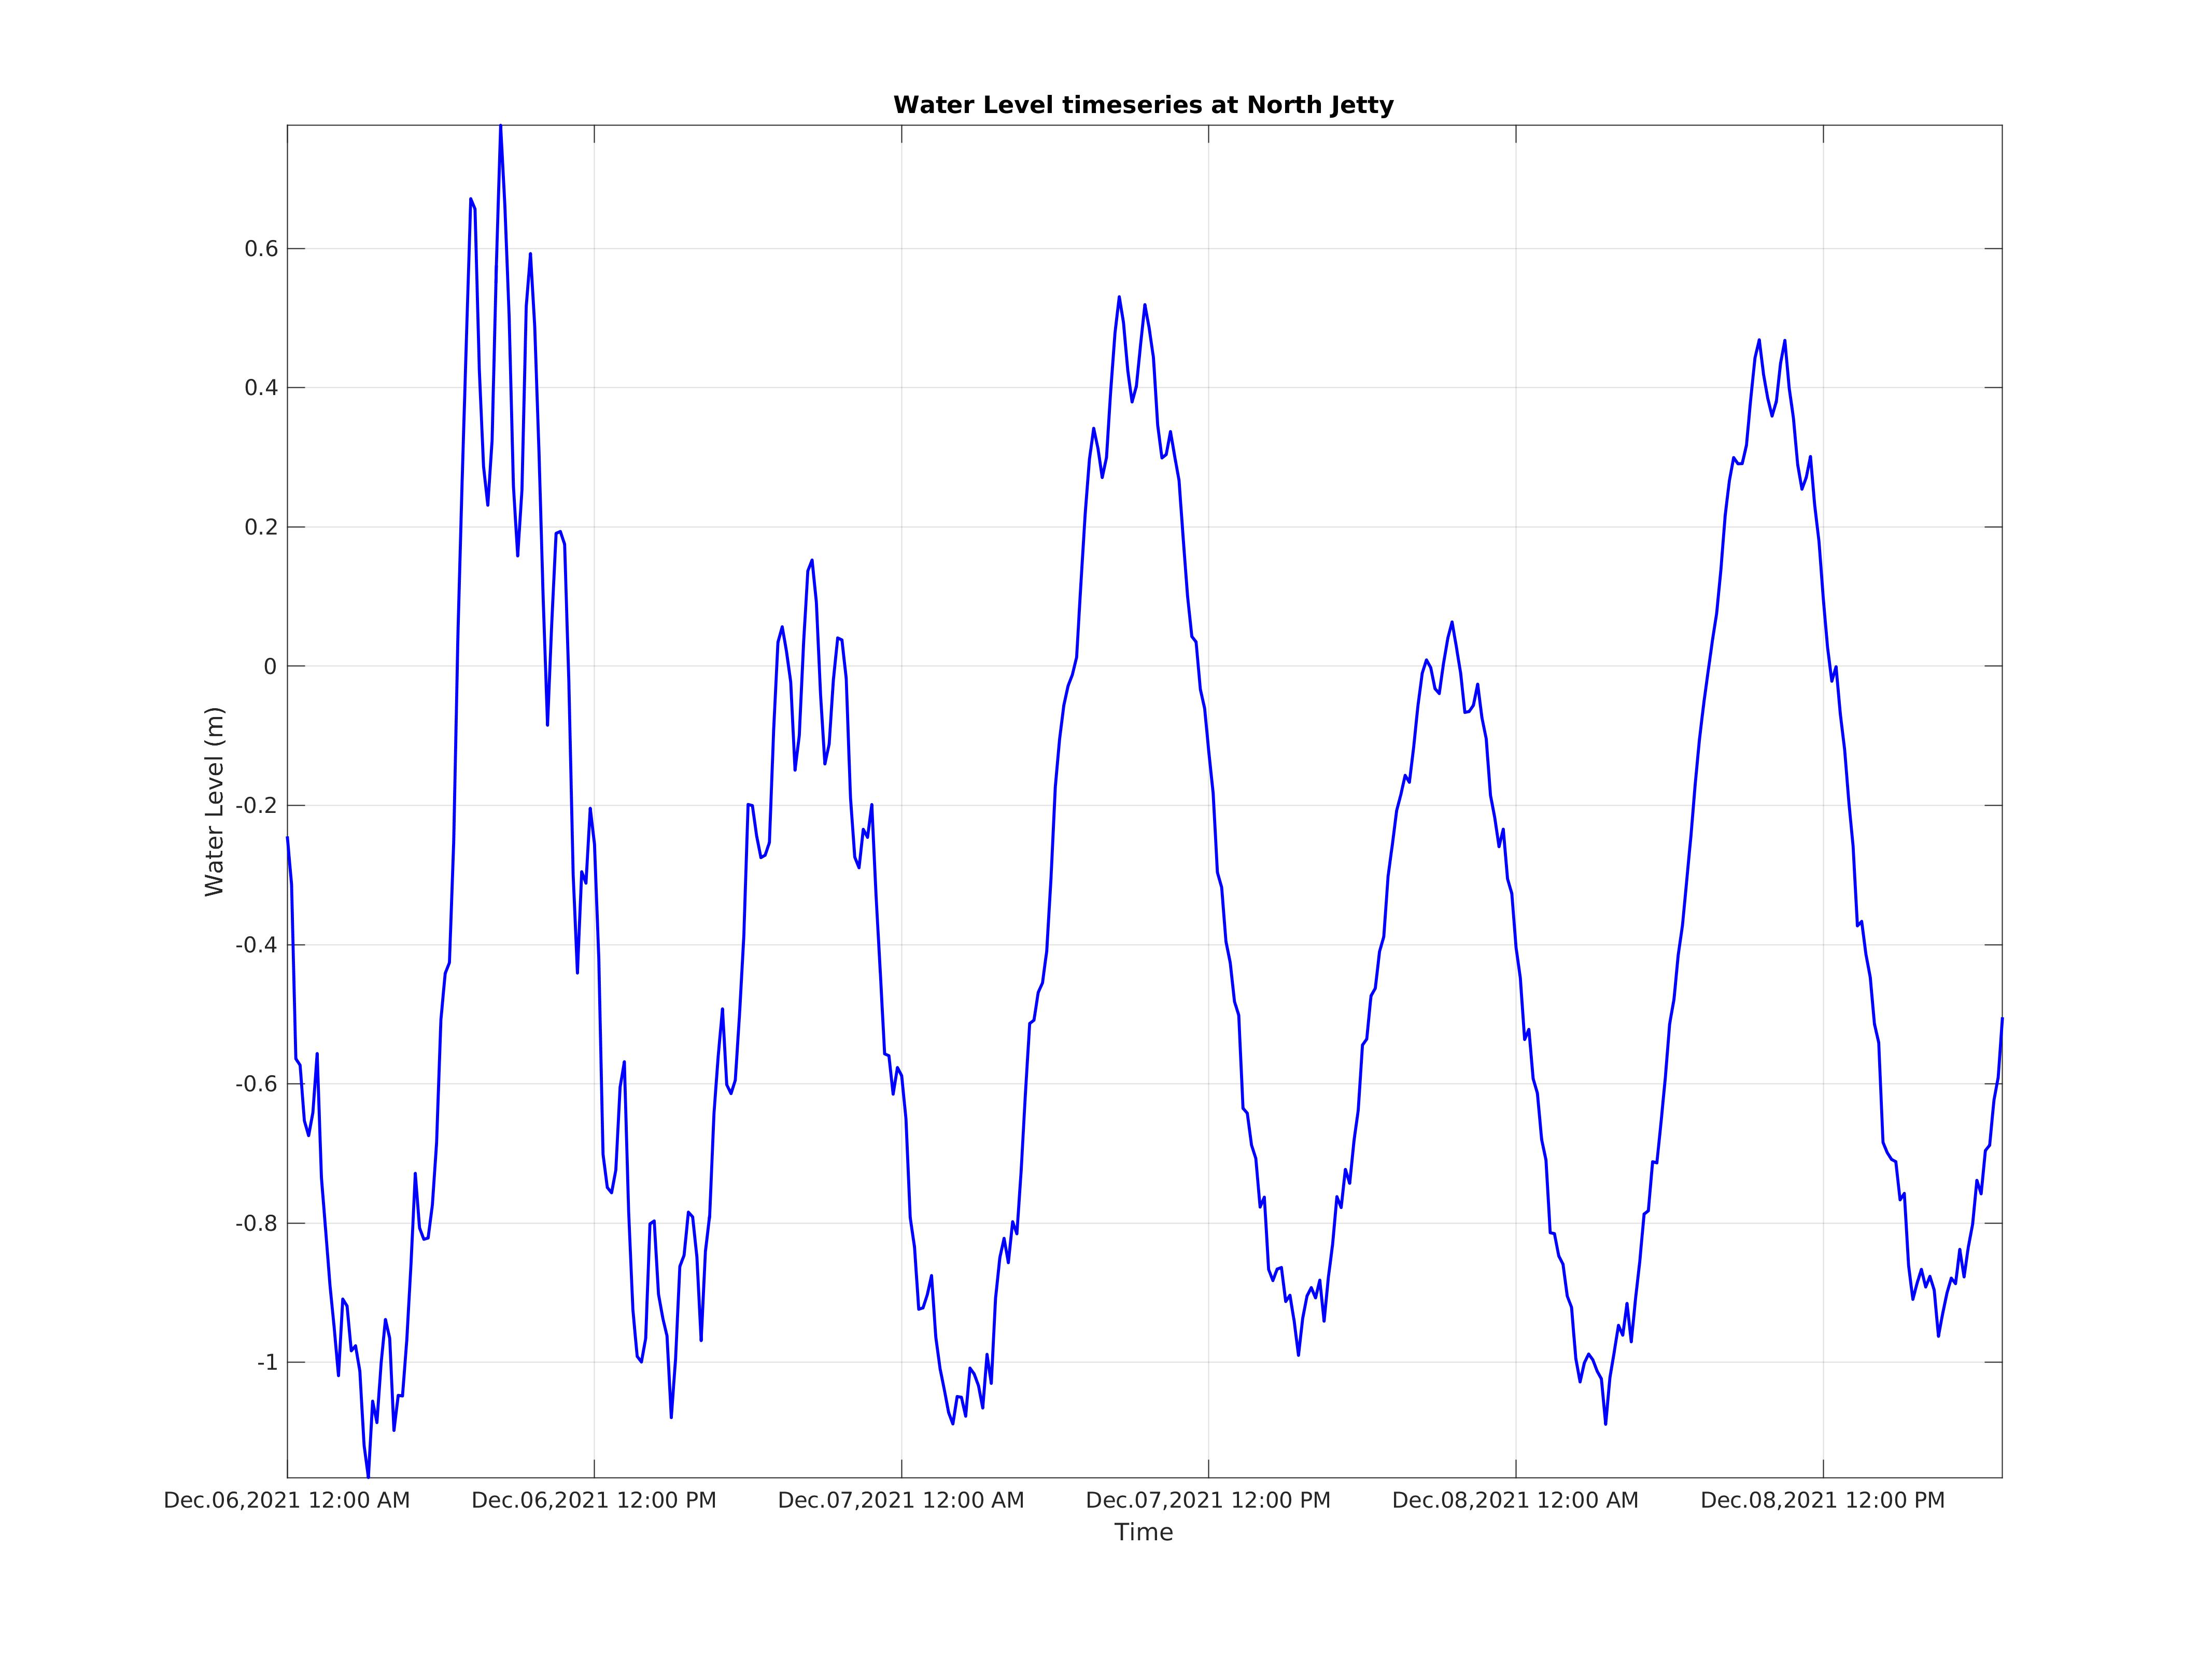 Water Level timeseries at North Jetty
0.6
0.4
0.2
0
-0.2
-0.4
-0.6
-0.8
-1
Water Level (m)
Dec.06,2021 12:00 AM Dec.06,2021 12:00 PM Dec.07,2021 12:00 AM Dec.07,2021 12:00 PM Dec.08,2021 12:00 AM Dec.08,2021 12:00 PM
Time